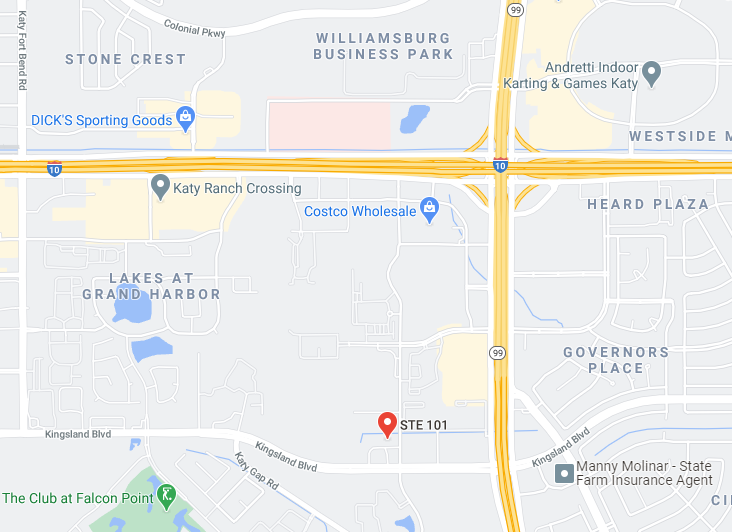 99
Colonial Pkwy
Katy Fort Bend Rd
WILLIAMSBURG
BUSINESS PARK
STONE CREST
Andretti Indoor
Karting & Games Katy
DICK'S Sporting Goods
WESTSIDE M
10
10
Katy Ranch Crossing
Costco Wholesale
HEARD PLAZA
LAKES AT
GRAND HARBOR
99
GOVERNORS
PLACE
STE 101
Kingsland Blvd
Kingsland Blvd
Kingsland Blvd
Katy Gap Rd
Manny Molinar - State
Farm Insurance Agent
The Club at Falcon Point
CI
99